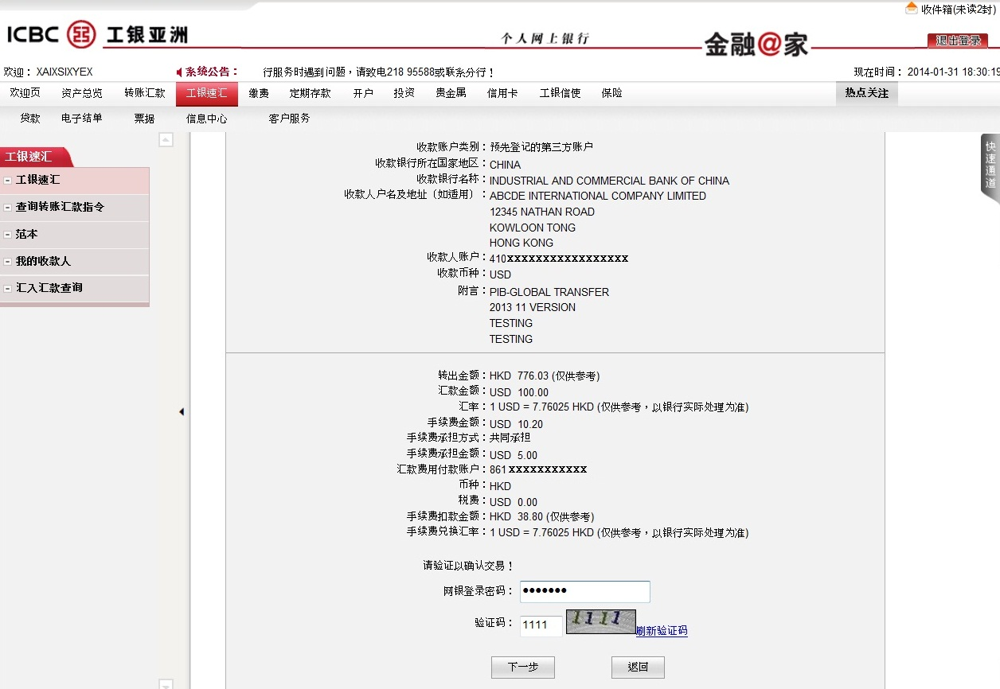 收件箱(未读2封)
ICBC 工银亚洲
个人网上银行
金融@家
退出登录
欢迎： XAIXSIXYEX 系统公告： 行服务时遇到问题，请致电218 95588或联系分行！ 现在时间： 2014-01-31 18:30:19
欢迎页 资产总览 转账汇款 工银速汇 缴费 定期存款 开户 投资 贵金属 信用卡 工银信使 保险 热点关注
贷款 电子结单 票据 信息中心 客户服务
工银速汇
工银速汇
查询转账汇款指令
范本
我的收款人
汇入汇款查询
快速通道
收款账户类别：预先登记的第三方账户
收款银行所在国家地区：CHINA
收款银行名称：INDUSTRIAL AND COMMERCIAL BANK OF CHINA
收款人户名及地址（如适用）：ABCDE INTERNATIONAL COMPANY LIMITED
12345 NATHAN ROAD
KOWLOON TONG
HONG KONG
收款人账户：410xxxxxxxxxxxxxxxxx
收款币种：USD
附言：PIB-GLOBAL TRANSFER
2013 11 VERSION
TESTING
TESTING
转出金额：HKD 776.03 (仅供参考)
汇款金额：USD 100.00
汇率：1 USD = 7.76025 HKD (仅供参考，以银行实际处理为准)
手续费金额：USD 10.20
手续费承担方式：共同承担
手续费承担金额：USD 5.00
汇款费用付款账户：861xxxxxxxxxxx
币种：HKD
税费：USD 0.00
手续费扣款金额：HKD 38.80 (仅供参考)
手续费兑换汇率：1 USD = 7.76025 HKD (仅供参考，以银行实际处理为准)
请验证以确认交易！
网银登录密码： •••••••
验证码： 1111 1111 刷新验证码
下一步 返回